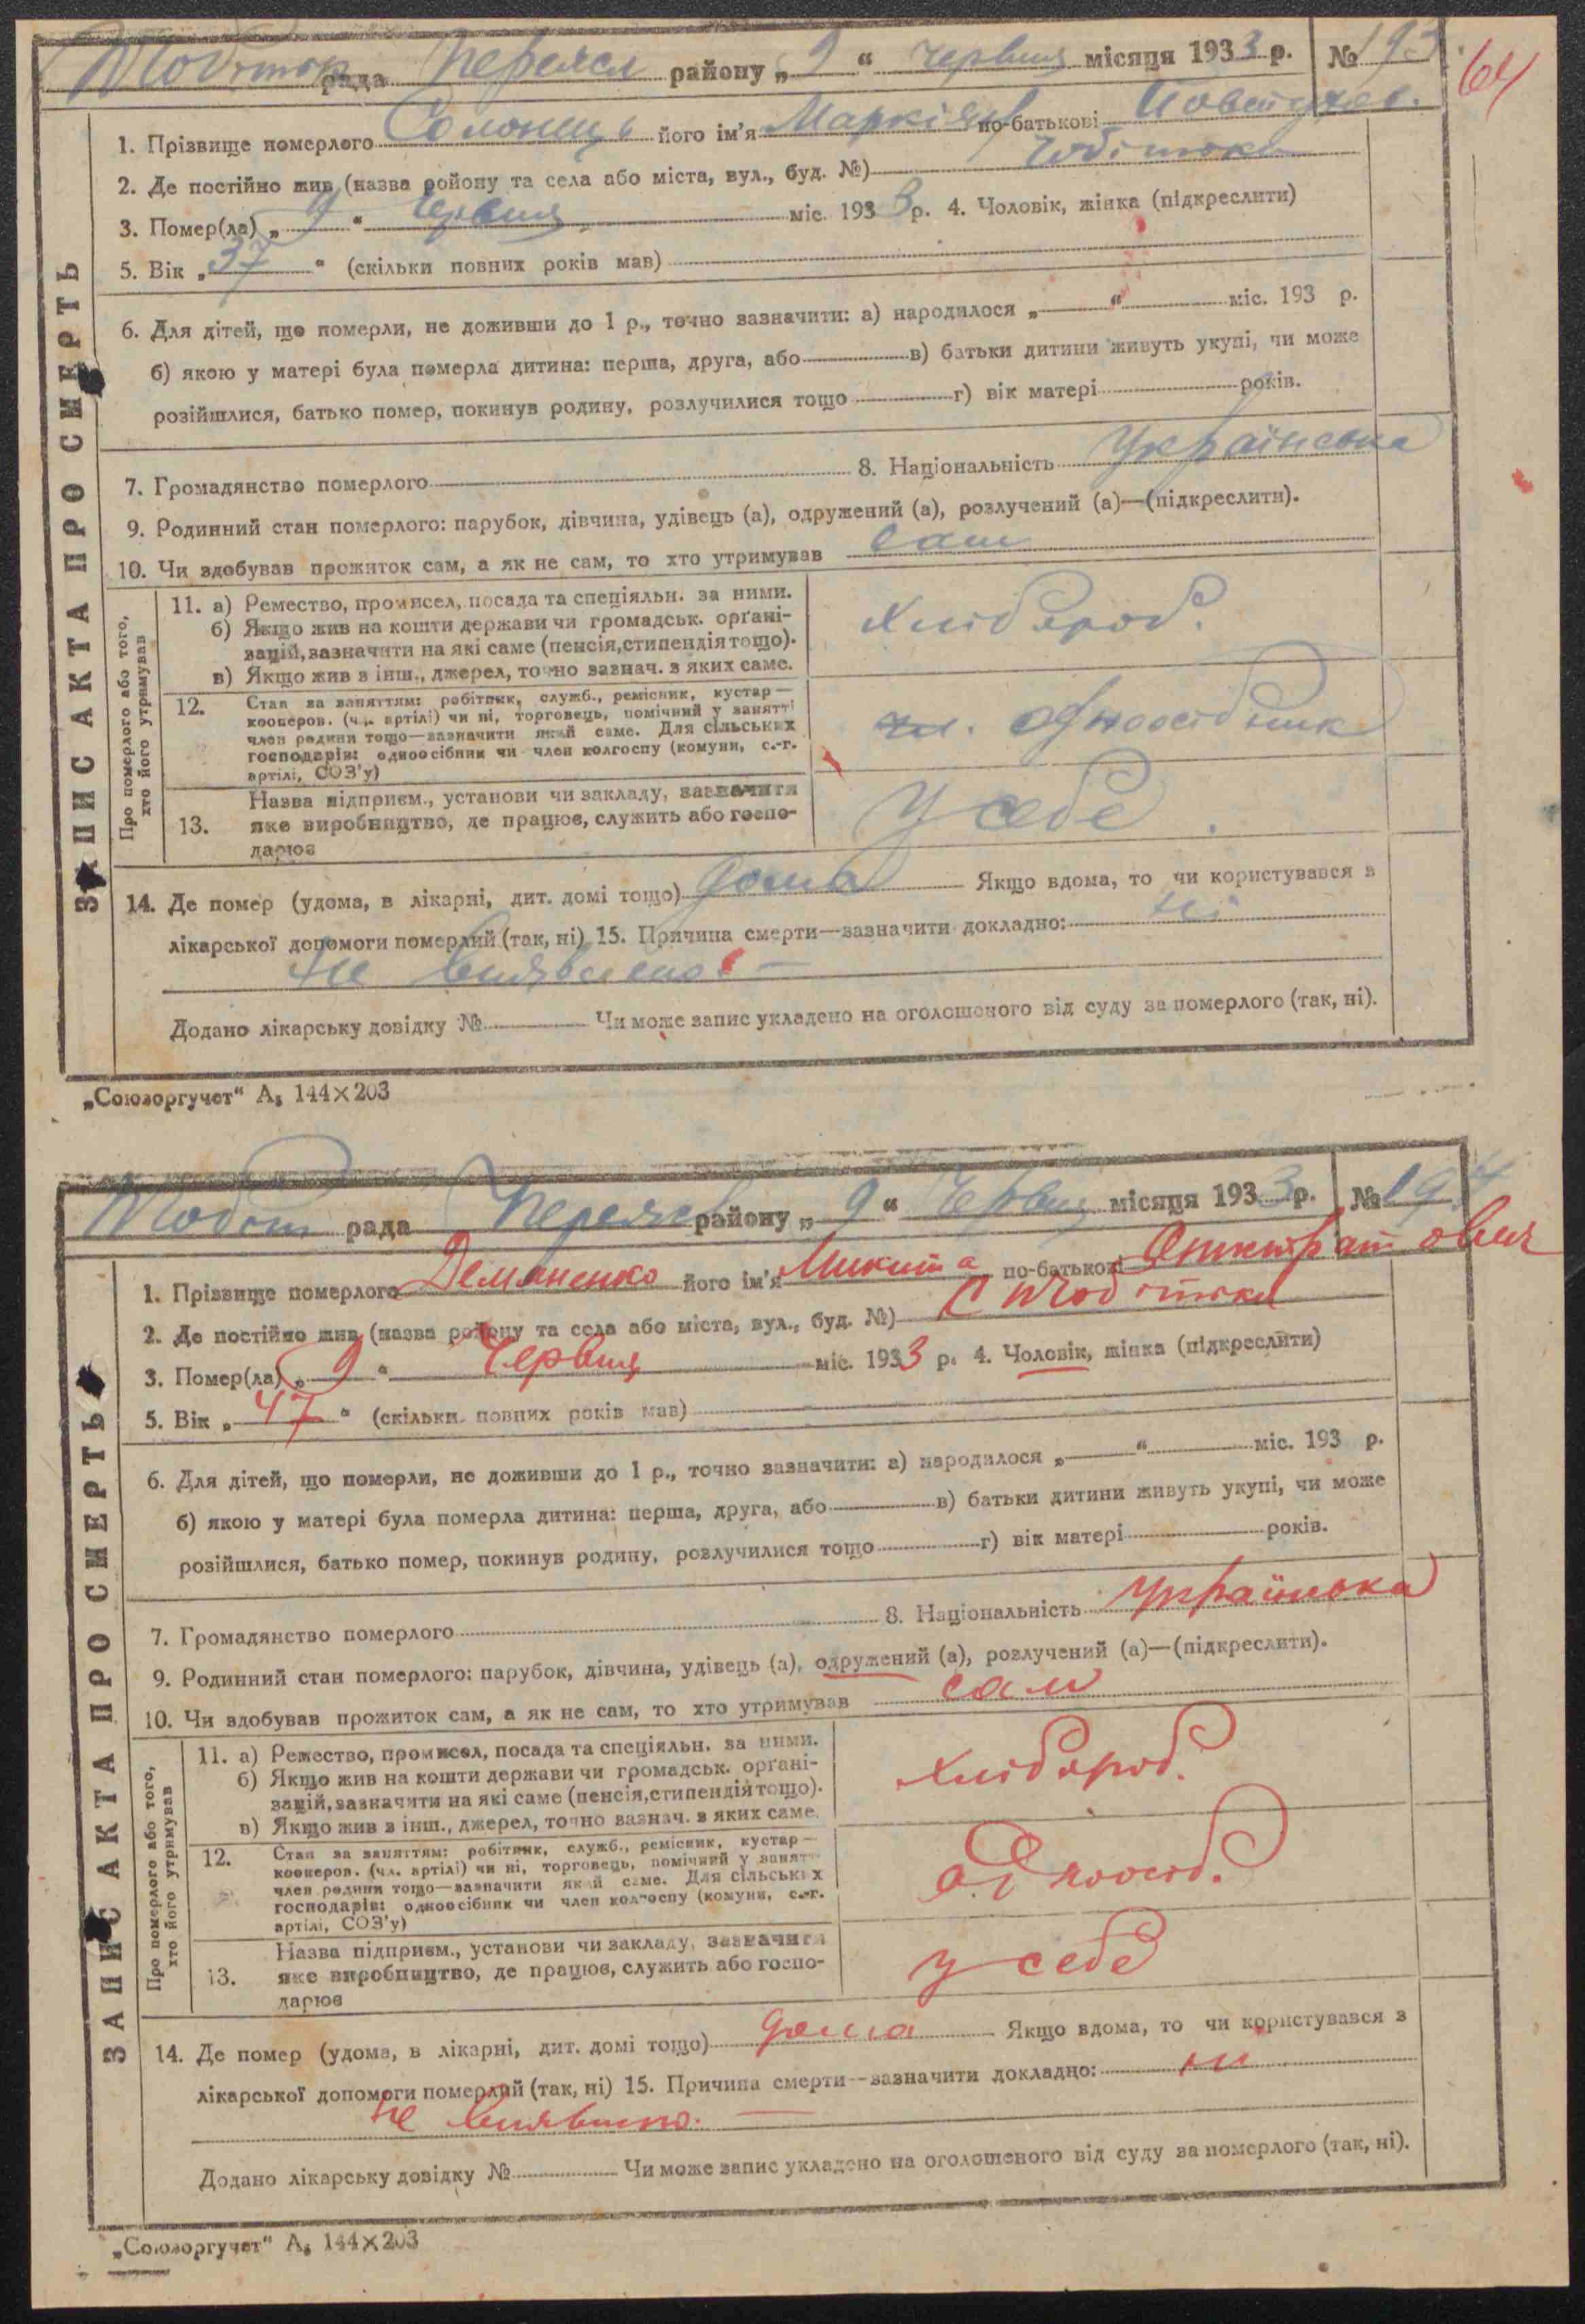 рада Переясл району „ 9 “ червня місяця 1933 р. № 193
64
1. Прізвище померлого Солонець його ім'я Маркіян по-батькові
2. Де постійно жив (назва району та села або міста, вул., буд. №)
3. Помер(ла) „ 9 “ червня міс. 1933 р. 4. Чоловік, жінка (підкреслити)
5. Вік „ 37 “ (скільки повних років мав)
6. Для дітей, що померли, не доживши до 1 р., точно зазначити: а) народилося „ “ міс. 193 р.
б) якою у матері була померла дитина: перша, друга, або в) батьки дитини живуть укупі, чи може
розійшлися, батько помер, покинув родину, розлучилися тощо г) вік матері років.
7. Громадянство померлого 8. Національність Українська
9. Родинний стан померлого: парубок, дівчина, удівець (а), одружений (а), розлучений (а)—(підкреслити).
10. Чи здобував прожиток сам, а як не сам, то хто утримував сам
ЗАПИС АКТА ПРО СМЕРТЬ
Про померлого або того,
хто його утримував
11. а) Ремество, промисел, посада та спеціяльн. за ними.
б) Якщо жив на кошти держави чи громадськ. орґані-
зацій, зазначити на які саме (пенсія, стипендія тощо).
в) Якщо жив з інш., джерел, точно зазнач. з яких саме.
Хлібороб.
12. Стан за заняттям: робітник, служб., ремісник, кустар—
кооперов. (чл. артілі) чи ні, торговець, помічний у занятті
член родини тощо—зазначити який саме. Для сільських
господарів: одноосібник чи член колгоспу (комуни, с.-г.
артілі, СОЗ'у)
чл. одноосібник
13. Назва підприєм., установи чи закладу, зазначити
яке виробництво, де працює, служить або госпо-
дарює
У себе.
14. Де помер (удома, в лікарні, дит. домі тощо) дома Якщо вдома, то чи користувався з
лікарської допомоги померлий (так, ні) 15. Причина смерти—зазначити докладно: ні
не виявлено. —
Додано лікарську довідку № Чи може запис укладено на оголошеного від суду за померлого (так, ні).
„Союзоргучет“ А₅ 144×203
рада Переясл району „ 9 “ Червня місяця 1933 р. № 194
1. Прізвище померлого Демяненко його ім'я Микита по-батькові
2. Де постійно жив (назва району та села або міста, вул., буд. №)
3. Помер(ла) „ 9 “ Червня міс. 1933 р. 4. Чоловік, жінка (підкреслити)
5. Вік „ 47 “ (скільки повних років мав)
6. Для дітей, що померли, не доживши до 1 р., точно зазначити: а) народилося „ “ міс. 193 р.
б) якою у матері була померла дитина: перша, друга, або в) батьки дитини живуть укупі, чи може
розійшлися, батько помер, покинув родину, розлучилися тощо г) вік матері років.
7. Громадянство померлого 8. Національність Українська
9. Родинний стан померлого: парубок, дівчина, удівець (а), одружений (а), розлучений (а)—(підкреслити).
10. Чи здобував прожиток сам, а як не сам, то хто утримував сам
ЗАПИС АКТА ПРО СМЕРТЬ
Про померлого або того,
хто його утримував
11. а) Ремество, промисел, посада та спеціяльн. за ними.
б) Якщо жив на кошти держави чи громадськ. орґані-
зацій, зазначити на які саме (пенсія, стипендія тощо).
в) Якщо жив з інш., джерел, точно зазнач. з яких саме.
Хлібороб.
12. Стан за заняттям: робітник, служб., ремісник, кустар—
кооперов. (чл. артілі) чи ні, торговець, помічний у занятті
член родини тощо—зазначити який саме. Для сільських
господарів: одноосібник чи член колгоспу (комуни, с.-г.
артілі, СОЗ'у)
Одноосіб.
13. Назва підприєм., установи чи закладу, зазначити
яке виробництво, де працює, служить або госпо-
дарює
у себе
14. Де помер (удома, в лікарні, дит. домі тощо) дома Якщо вдома, то чи користувався з
лікарської допомоги померлий (так, ні) 15. Причина смерти—зазначити докладно: ні
не виявлено. —
Додано лікарську довідку № Чи може запис укладено на оголошеного від суду за померлого (так, ні).
„Союзоргучет“ А₅ 144×203